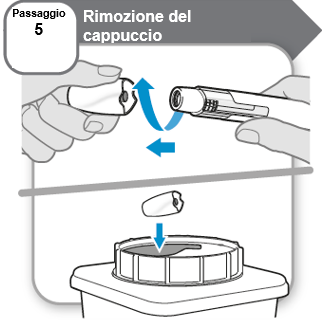 Passaggio
5
Rimozione del
cappuccio